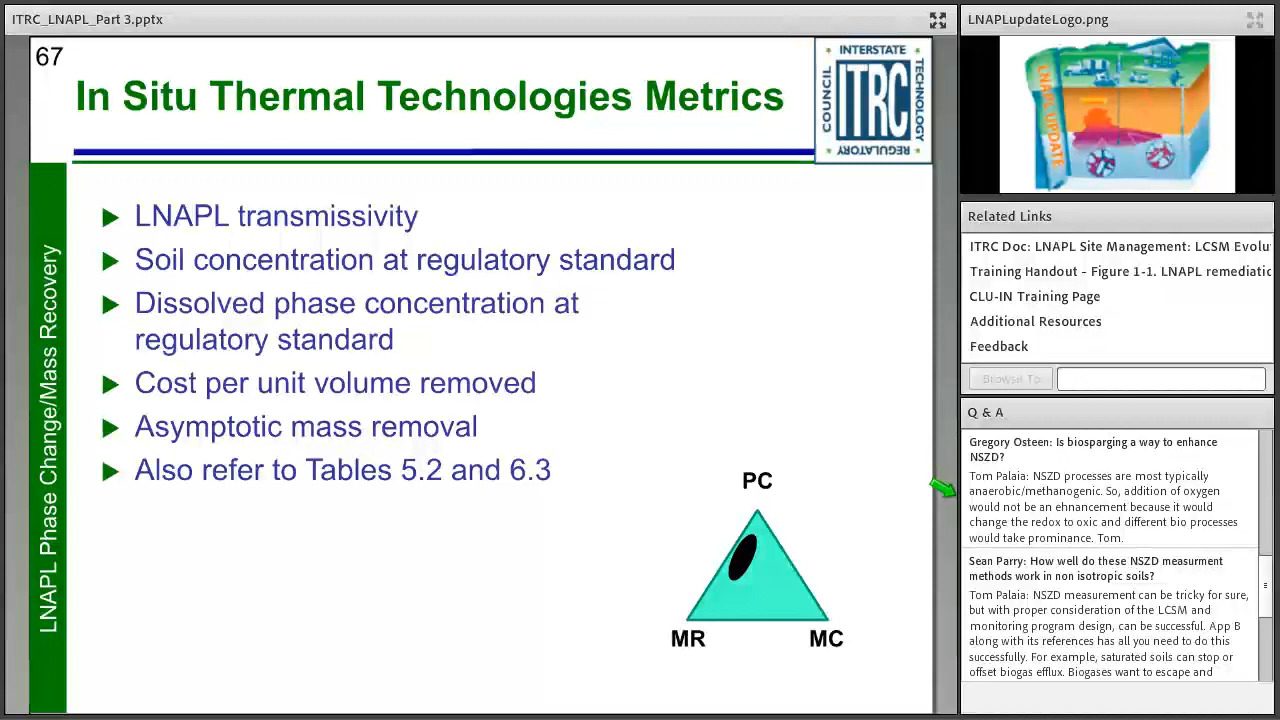 ITRC_LNAPL_Part 3.pptx
67
In Situ Thermal Technologies Metrics
INTERSTATE
COUNCIL
ITRC
TECHNOLOGY
REGULATORY
LNAPL Phase Change/Mass Recovery
LNAPL transmissivity
Soil concentration at regulatory standard
Dissolved phase concentration at
regulatory standard
Cost per unit volume removed
Asymptotic mass removal
Also refer to Tables 5.2 and 6.3
PC
MR
MC
LNAPLupdateLogo.png
LNAPL UPDATE
Related Links
ITRC Doc: LNAPL Site Management: LCSM Evolu
Training Handout - Figure 1-1. LNAPL remediatic
CLU-IN Training Page
Additional Resources
Feedback
Browse To
Q & A
Gregory Osteen: Is biosparging a way to enhance
NSZD?
Tom Palaia: NSZD processes are most typically
anaerobic/methanogenic. So, addition of oxygen
would not be an ehnancement because it would
change the redox to oxic and different bio processes
would take prominance. Tom.
Sean Parry: How well do these NSZD measurment
methods work in non isotropic soils?
Tom Palaia: NSZD measurement can be tricky for sure,
but with proper consideration of the LCSM and
monitoring program design, can be successful. App B
along with its references has all you need to do this
successfully. For example, saturated soils can stop or
offset biogas efflux. Biogases want to escape and